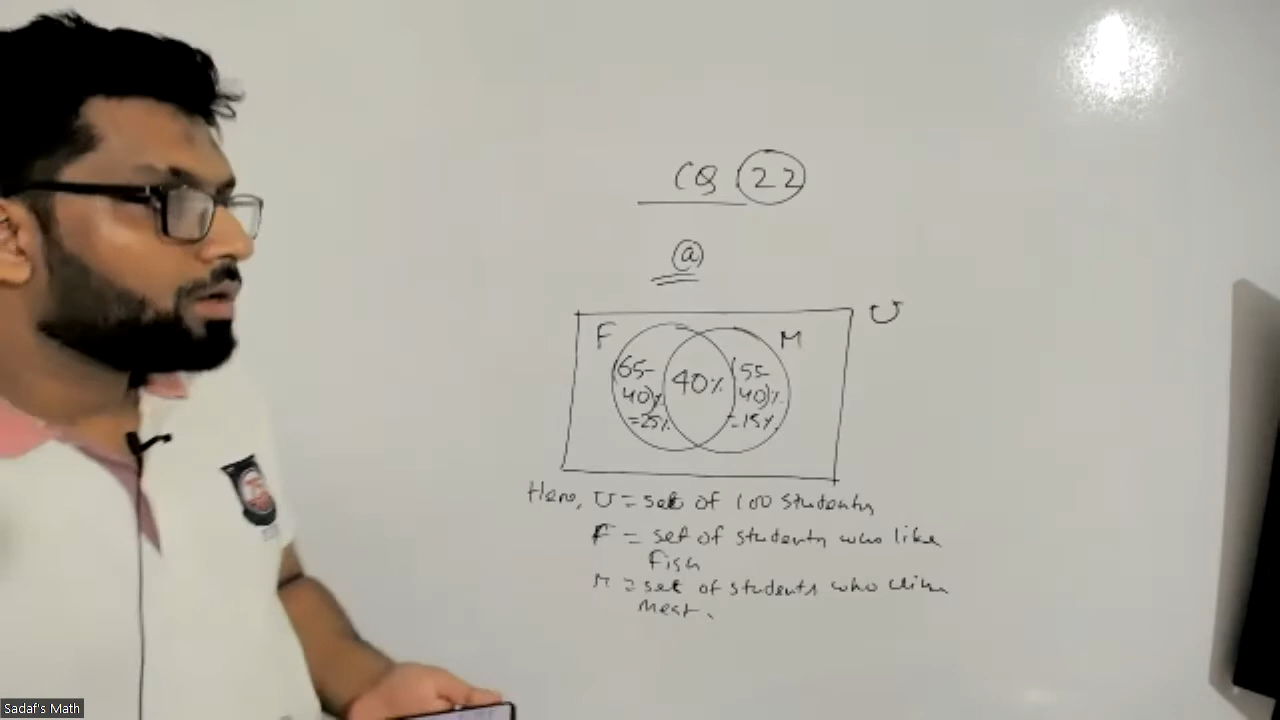 CQ 22
a
U
F
M
(65-
40)%
=25%
40%
(55-
40)%
=15%
Here, U = set of 100 students
F = set of students who like
fish
M = set of students who like
meat.
Sadaf's Math